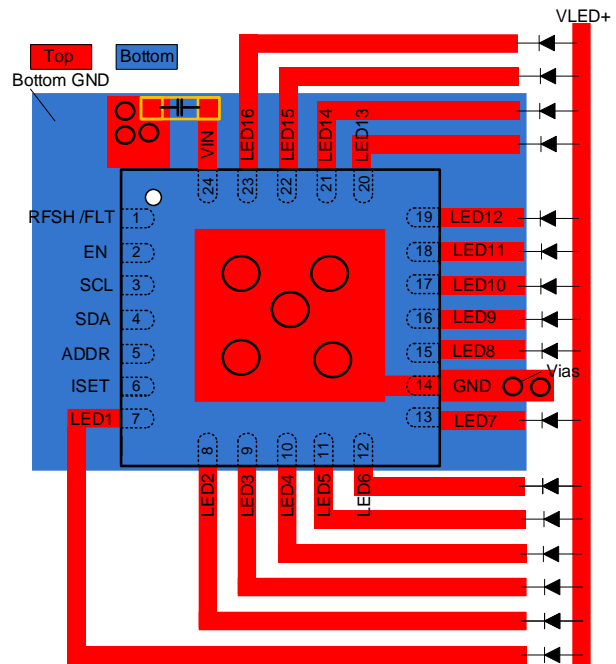 VLED+
Top
Bottom
Bottom GND
VIN
LED16
LED15
LED14
LED13
24
23
22
21
20
RFSH /FLT
1
19
LED12
EN
2
18
LED11
SCL
3
17
LED10
SDA
4
16
LED9
ADDR
5
15
LED8
ISET
6
14
GND
Vias
LED1
7
13
LED7
8
9
10
11
12
LED2
LED3
LED4
LED5
LED6